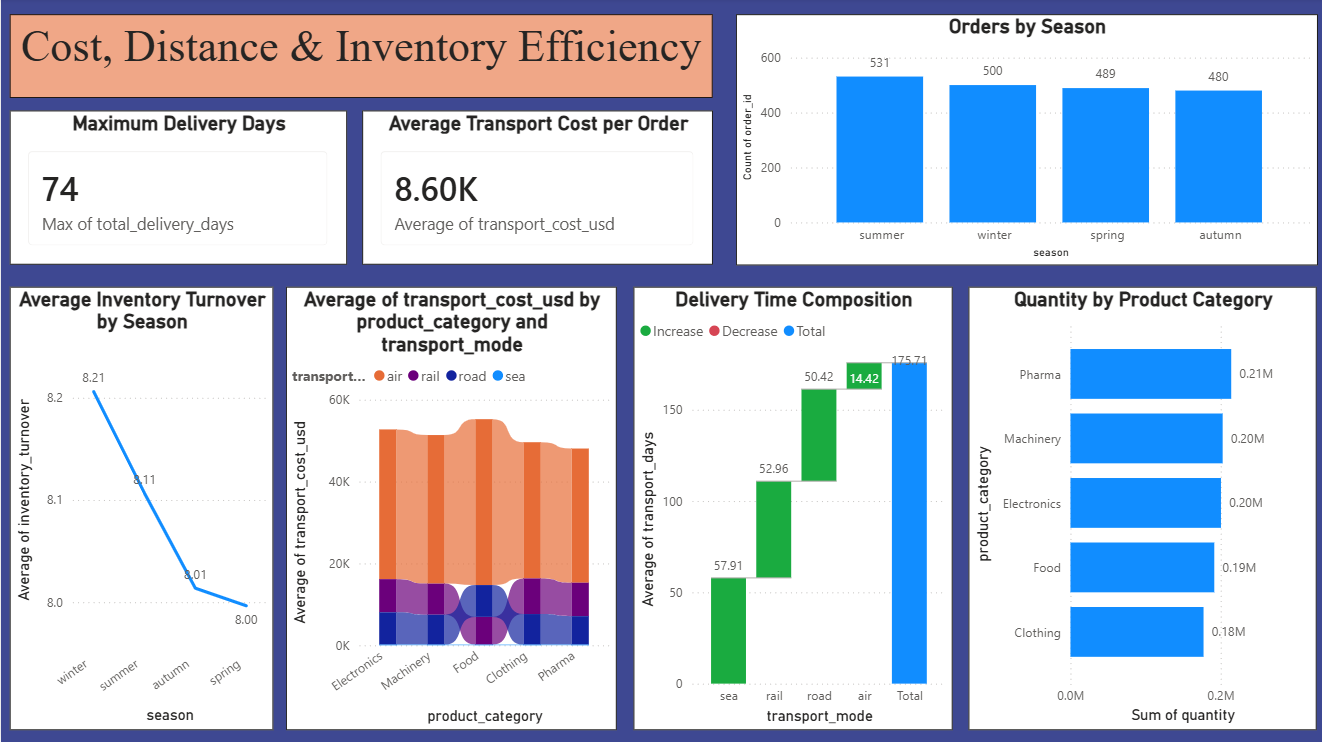 Cost, Distance & Inventory Efficiency
Maximum Delivery Days
74
Max of total_delivery_days
Average Transport Cost per Order
8.60K
Average of transport_cost_usd
Orders by Season
Count of order_id
600
400
200
0
531
500
489
480
summer
winter
spring
autumn
season
Average Inventory Turnover
by Season
Average of inventory_turnover
8.2
8.1
8.0
8.21
8.11
8.01
8.00
winter
summer
autumn
spring
season
Average of transport_cost_usd by
product_category and
transport_mode
transport... air rail road sea
Average of transport_cost_usd
60K
40K
20K
0K
Electronics
Machinery
Food
Clothing
Pharma
product_category
Delivery Time Composition
Increase Decrease Total
Average of transport_days
150
100
50
0
57.91
52.96
50.42
14.42
175.71
sea
rail
road
air
Total
transport_mode
Quantity by Product Category
product_category
Pharma 0.21M
Machinery 0.20M
Electronics 0.20M
Food 0.19M
Clothing 0.18M
0.0M 0.2M
Sum of quantity